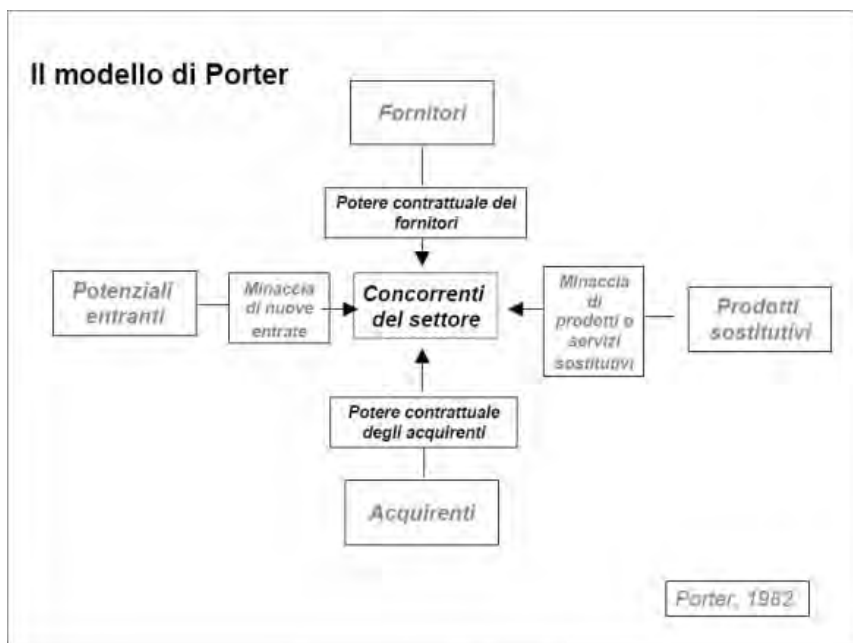 Il modello di Porter
Fornitori
Potere contrattuale dei
fornitori
Potenziali
entranti
Minaccia
di nuove
entrate
Concorrenti
del settore
Minaccia
di
prodotti o
servizi
sostitutivi
Prodotti
sostitutivi
Potere contrattuale
degli acquirenti
Acquirenti
Porter, 1982